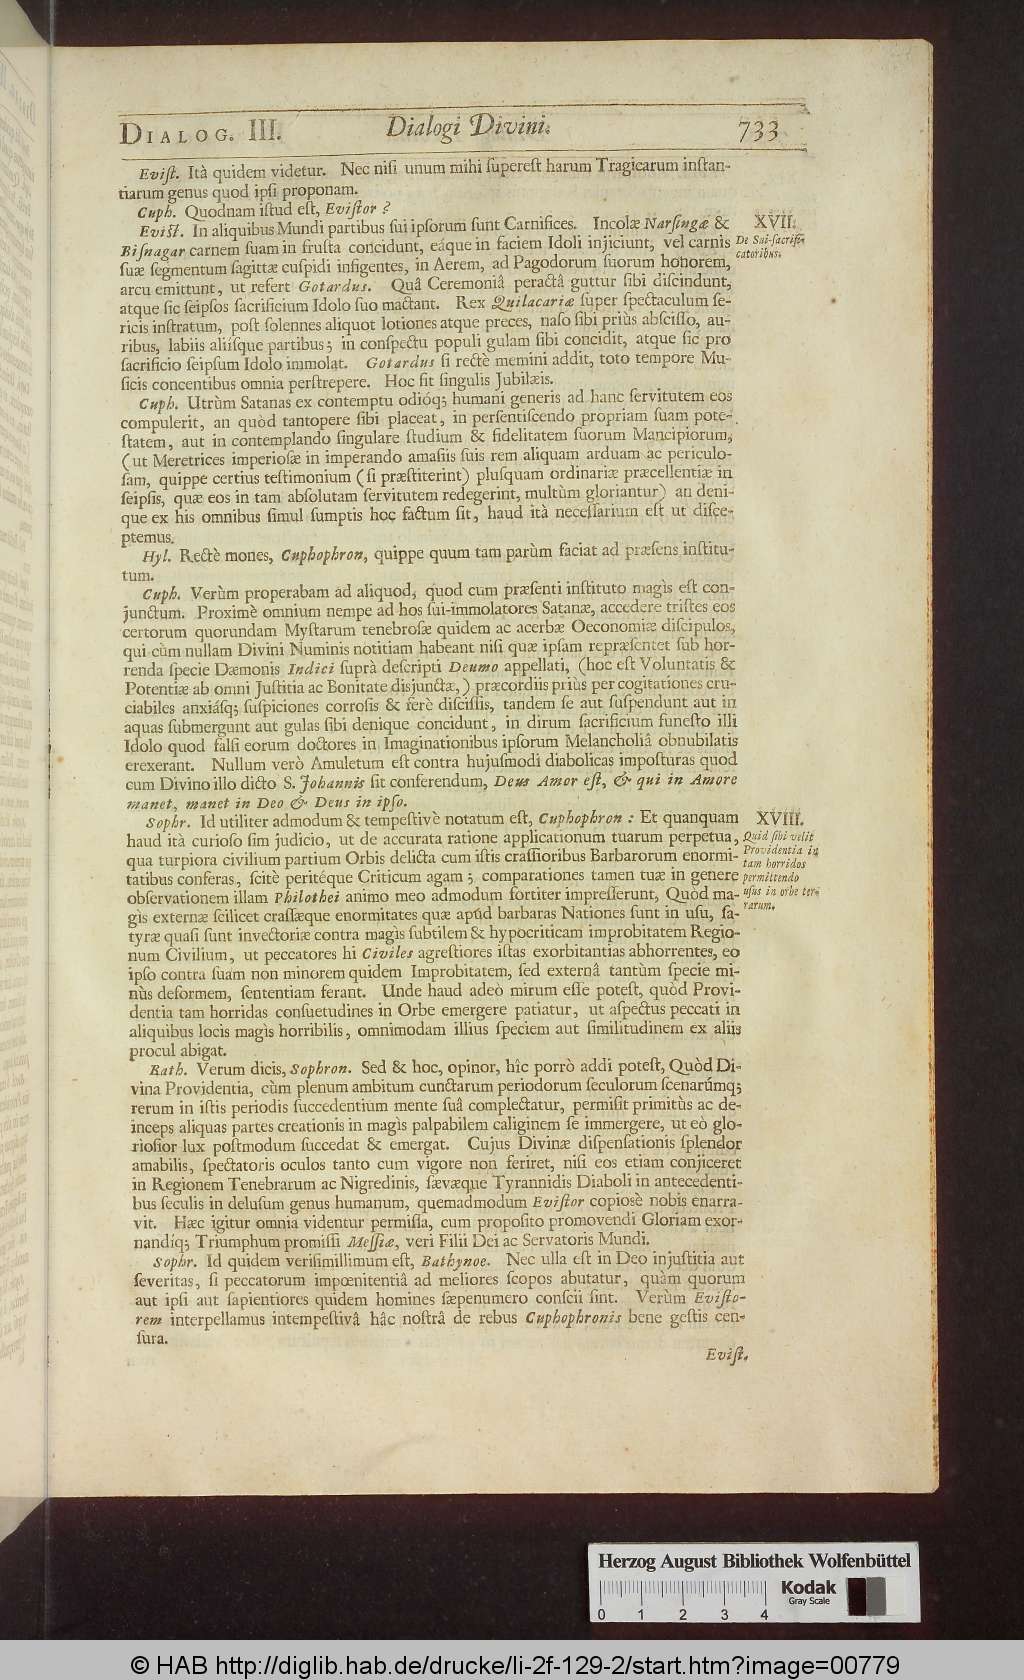 DIALOG. III. Dialogi Divini. 733
Eviſt. Ità quidem videtur. Nec niſi unum mihi ſupereſt harum Tragicarum inſtan-
tiarum genus quod ipſi proponam.
Cuph. Quodnam iſtud eſt, Eviſtor?
Eviſt. In aliquibus Mundi partibus ſui ipſorum ſunt Carnifices. Incolæ Narſingæ &
XVII.
Biſnagar carnem ſuam in fruſta concidunt, eáque in faciem Idoli injiciunt, vel carnis
De Sui-ſacrifi-
catoribus.
ſuæ ſegmentum ſagittæ cuſpidi infigentes, in Aerem, ad Pagodorum ſuorum honorem,
arcu emittunt, ut refert Gotardus. Quâ Ceremoniâ peractâ guttur ſibi diſcindunt,
atque ſic ſeipſos ſacrificium Idolo ſuo mactant. Rex Quilacariæ ſuper ſpectaculum ſe-
ricis inſtratum, poſt ſolennes aliquot lotiones atque preces, naſo ſibi priùs abſciſſo, au-
ribus, labiis aliiſque partibus; in conſpectu populi gulam ſibi concidit, atque ſic pro
ſacrificio ſeipſum Idolo immolat. Gotardus ſi rectè memini addit, toto tempore Mu-
ſicis concentibus omnia perſtrepere. Hoc fit ſingulis Jubilæis.
Cuph. Utrùm Satanas ex contemptu odióq; humani generis ad hanc ſervitutem eos
compulerit, an quòd tantopere ſibi placeat, in perſentiſcendo propriam ſuam pote-
ſtatem, aut in contemplando ſingulare ſtudium & fidelitatem ſuorum Mancipiorum,
(ut Meretrices imperioſæ in imperando amaſiis ſuis rem aliquam arduam ac periculo-
ſam, quippe certius teſtimonium (ſi præſtiterint) pluſquam ordinariæ præcellentiæ in
ſeipſis, quæ eos in tam abſolutam ſervitutem redegerint, multùm gloriantur) an deni-
que ex his omnibus ſimul ſumptis hoc factum ſit, haud ità neceſſarium eſt ut diſce-
ptemus.
Hyl. Rectè mones, Cuphophron, quippe quum tam parùm faciat ad præſens inſtitu-
tum.
Cuph. Verùm properabam ad aliquod, quod cum præſenti inſtituto magìs eſt con-
junctum. Proximè omnium nempe ad hos ſui-immolatores Satanæ, accedere triſtes eos
certorum quorundam Myſtarum tenebroſæ quidem ac acerbæ Oeconomiæ diſcipulos,
qui cùm nullam Divini Numinis notitiam habeant niſi quæ ipſam repræſentet ſub hor-
renda ſpecie Dæmonis Indici ſuprà deſcripti Deumo appellati, (hoc eſt Voluntatis &
Potentiæ ab omni Juſtitia ac Bonitate disjunctæ,) præcordiis priùs per cogitationes cru-
ciabiles anxiáſq; ſuſpiciones corroſis & ferè diſciſſis, tandem ſe aut ſuſpendunt aut in
aquas ſubmergunt aut gulas ſibi denique concidunt, in dirum ſacrificium funeſto illi
Idolo quod falſi eorum doctores in Imaginationibus ipſorum Melancholiâ obnubilatis
erexerant. Nullum verò Amuletum eſt contra hujuſmodi diabolicas impoſturas quod
cum Divino illo dicto S. Johannis ſit conferendum, Deus Amor eſt, & qui in Amore
manet, manet in Deo & Deus in ipſo.
Sophr. Id utiliter admodum & tempeſtivè notatum eſt, Cuphophron: Et quanquam
XVIII.
haud ità curioſo ſim judicio, ut de accurata ratione applicationum tuarum perpetua,
qua turpiora civilium partium Orbis delicta cum iſtis craſſioribus Barbarorum enormi-
tatibus conferas, ſcitè peritéque Criticum agam; comparationes tamen tuæ in genere
obſervationem illam Philothei animo meo admodum fortiter impreſſerunt, Quòd ma-
Quid ſibi velit
Providentia in
tam horridos
permittendo
uſus in orbe ter-
rarum.
gis externæ ſcilicet craſſæque enormitates quæ apúd barbaras Nationes ſunt in uſu, ſa-
tyræ quaſi ſunt invectoriæ contra magìs ſubtilem & hypocriticam improbitatem Regio-
num Civilium, ut peccatores hi Civiles agreſtiores iſtas exorbitantias abhorrentes, eo
ipſo contra ſuam non minorem quidem Improbitatem, ſed externâ tantùm ſpecie mi-
nùs deformem, ſententiam ferant. Unde haud adeò mirum eſſe poteſt, quòd Provi-
dentia tam horridas conſuetudines in Orbe emergere patiatur, ut aſpectus peccati in
aliquibus locis magìs horribilis, omnimodam illius ſpeciem aut ſimilitudinem ex aliis
procul abigat.
Bath. Verum dicis, Sophron. Sed & hoc, opinor, hîc porrò addi poteſt, Quòd Di-
vina Providentia, cùm plenum ambitum cunctarum periodorum ſeculorum ſcenarúmq;
rerum in iſtis periodis ſuccedentium mente ſuâ complectatur, permiſit primitùs ac de-
inceps aliquas partes creationis in magìs palpabilem caliginem ſe immergere, ut eò glo-
rioſior lux poſtmodum ſuccedat & emergat. Cujus Divinæ diſpenſationis ſplendor
amabilis, ſpectatoris oculos tanto cum vigore non feriret, niſi eos etiam conjiceret
in Regionem Tenebrarum ac Nigredinis, ſævæque Tyrannidis Diaboli in antecedenti-
bus ſeculis in deluſum genus humanum, quemadmodum Eviſtor copiosè nobis enarra-
vit. Hæc igitur omnia videntur permiſſa, cum propoſito promovendi Gloriam exor-
nandíq; Triumphum promiſſi Meſſiæ, veri Filii Dei ac Servatoris Mundi.
Sophr. Id quidem veriſimillimum eſt, Bathynoe. Nec ulla eſt in Deo injuſtitia aut
ſeveritas, ſi peccatorum impœnitentiâ ad meliores ſcopos abutatur, quàm quorum
aut ipſi aut ſapientiores quidem homines ſæpenumero conſcii ſint. Verùm Eviſto-
rem interpellamus intempeſtivâ hâc noſtrâ de rebus Cuphophronis bene geſtis cen-
ſura.
Eviſt.
Herzog August Bibliothek Wolfenbüttel
Kodak
Gray Scale
0 1 2 3 4
© HAB http://diglib.hab.de/drucke/li-2f-129-2/start.htm?image=00779